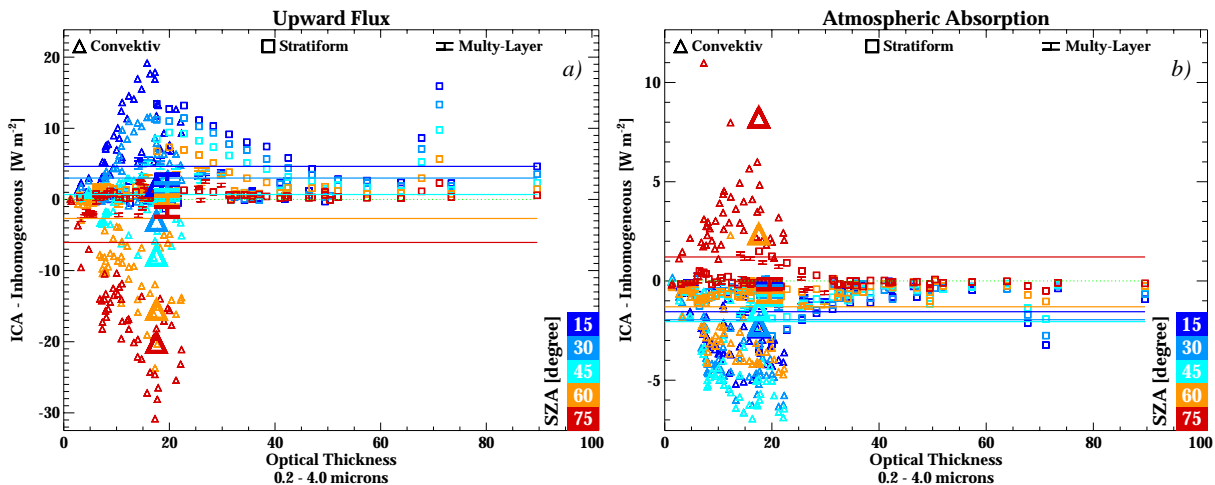 Upward Flux
Convektiv Stratiform Multy-Layer
a)
20
10
0
-10
-20
-30
ICA - Inhomogeneous [W m-2]
SZA [degree]
15
30
45
60
75
0 20 40 60 80 100
Optical Thickness
0.2 - 4.0 microns
Atmospheric Absorption
Convektiv Stratiform Multy-Layer
b)
10
5
0
-5
ICA - Inhomogeneous [W m-2]
SZA [degree]
15
30
45
60
75
0 20 40 60 80 100
Optical Thickness
0.2 - 4.0 microns